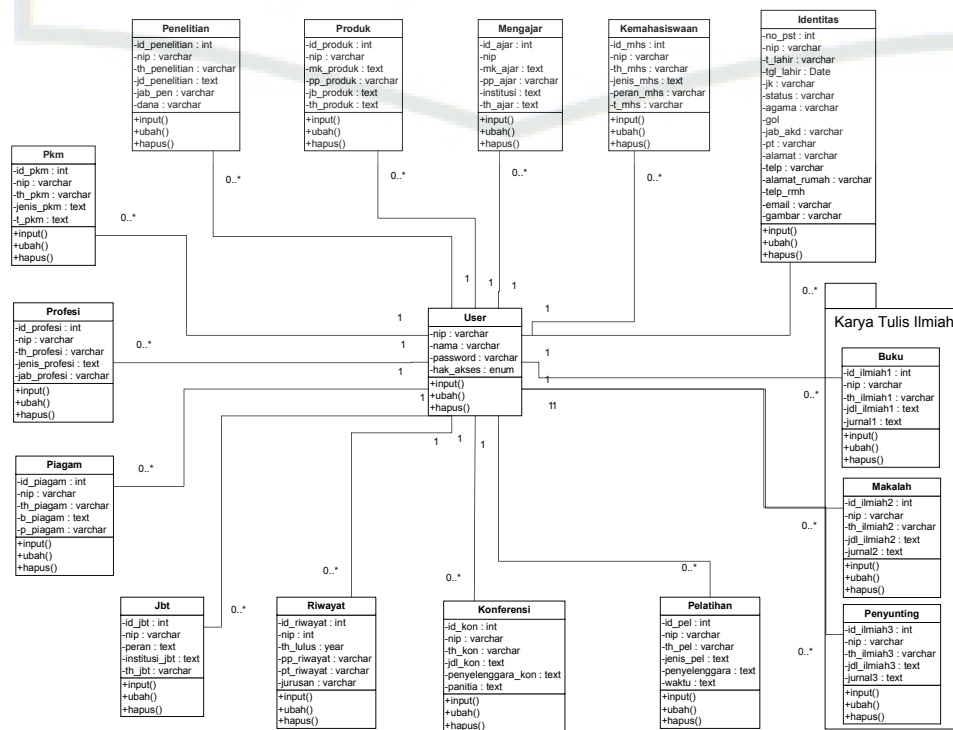 Penelitian
-id_penelitian : int
-nip : varchar
-th_penelitian : varchar
-jd_penelitian : text
-jab_pen : varchar
-dana : varchar
+input()
+ubah()
+hapus()
Produk
-id_produk : int
-nip : varchar
-mk_produk : text
-pp_produk : varchar
-jb_produk : text
-th_produk : text
+input()
+ubah()
+hapus()
Mengajar
-id_ajar : int
-nip
-mk_ajar : text
-pp_ajar : varchar
-institusi : text
-th_ajar : text
+input()
+ubah()
+hapus()
Kemahasiswaan
-id_mhs : int
-nip : varchar
-th_mhs : varchar
-jenis_mhs : text
-peran_mhs : varchar
-t_mhs : varchar
+input()
+ubah()
+hapus()
Identitas
-no_pst : int
-nip : varchar
-t_lahir : varchar
-tgl_lahir : Date
-jk : varchar
-status : varchar
-agama : varchar
-gol
-jab_akd : varchar
-pt : varchar
-alamat : varchar
-telp : varchar
-alamat_rumah : varchar
-telp_rmh
-email : varchar
-gambar : varchar
+input()
+ubah()
+hapus()
0..*
0..*
0..*
0..*
0..*
Pkm
-id_pkm : int
-nip : varchar
-th_pkm : varchar
-jenis_pkm : text
-t_pkm : text
+input()
+ubah()
+hapus()
0..*
Profesi
-id_profesi : int
-nip : varchar
-th_profesi : varchar
-jenis_profesi : text
-jab_profesi : varchar
+input()
+ubah()
+hapus()
0..*
1
1
1
1
1
1
1
1
User
-nip : varchar
-nama : varchar
-password : varchar
-hak_akses : enum
+input()
+ubah()
+hapus()
1
1
11
1
1
1
1
Karya Tulis Ilmiah
Buku
-id_ilmiah1 : int
-nip : varchar
-th_ilmiah1 : varchar
-jdl_ilmiah1 : text
-jurnal1 : text
+input()
+ubah()
+hapus()
0..*
Piagam
-id_piagam : int
-nip : varchar
-th_piagam : varchar
-b_piagam : text
-p_piagam : varchar
+input()
+ubah()
+hapus()
0..*
Makalah
-id_ilmiah2 : int
-nip : varchar
-th_ilmiah2 : varchar
-jdl_ilmiah2 : text
-jurnal2 : text
+input()
+ubah()
+hapus()
0..*
Jbt
-id_jbt : int
-nip : varchar
-peran : text
-institusi_jbt : text
-th_jbt : varchar
+input()
+ubah()
+hapus()
0..*
Riwayat
-id_riwayat : int
-nip : int
-th_lulus : year
-pp_riwayat : varchar
-pt_riwayat : varchar
-jurusan : varchar
+input()
+ubah()
+hapus()
0..*
Konferensi
-id_kon : int
-nip : varchar
-th_kon : varchar
-jdl_kon : text
-penyelenggara_kon : text
-panitia : text
+input()
+ubah()
+hapus()
0..*
Pelatihan
-id_pel : int
-nip : varchar
-th_pel : varchar
-jenis_pel : text
-penyelenggara : text
-waktu : text
+input()
+ubah()
+hapus()
0..*
Penyunting
-id_ilmiah3 : int
-nip : varchar
-th_ilmiah3 : varchar
-jdl_ilmiah3 : text
-jurnal3 : text
+input()
+ubah()
+hapus()
0..*